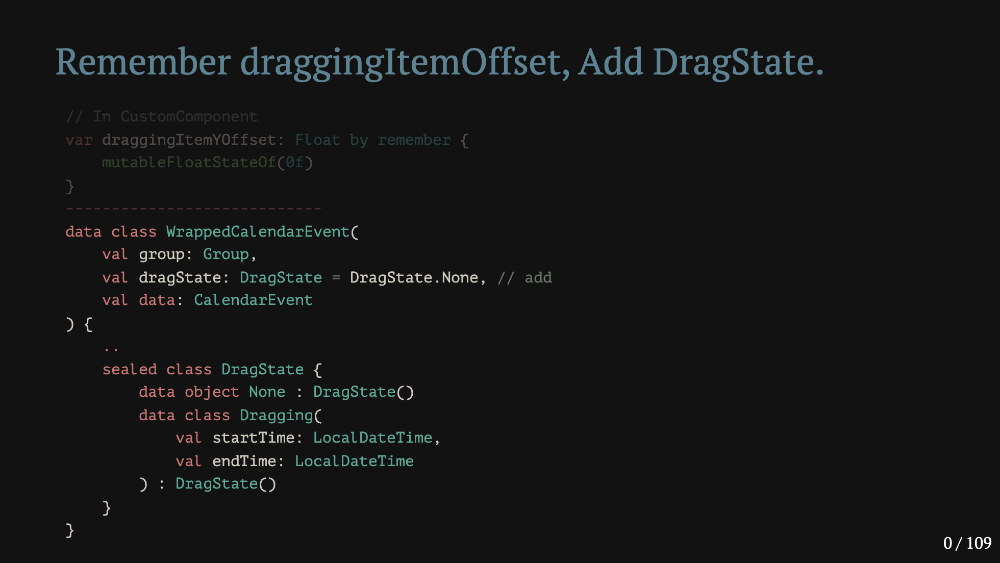 Remember draggingItemOffset, Add DragState.
// In CustomComponent
var draggingItemYOffset: Float by remember {
    mutableFloatStateOf(0f)
}
----------------------------
data class WrappedCalendarEvent(
    val group: Group,
    val dragState: DragState = DragState.None, // add
    val data: CalendarEvent
) {
    ..
    sealed class DragState {
        data object None : DragState()
        data class Dragging(
            val startTime: LocalDateTime,
            val endTime: LocalDateTime
        ) : DragState()
    }
}
0 / 109